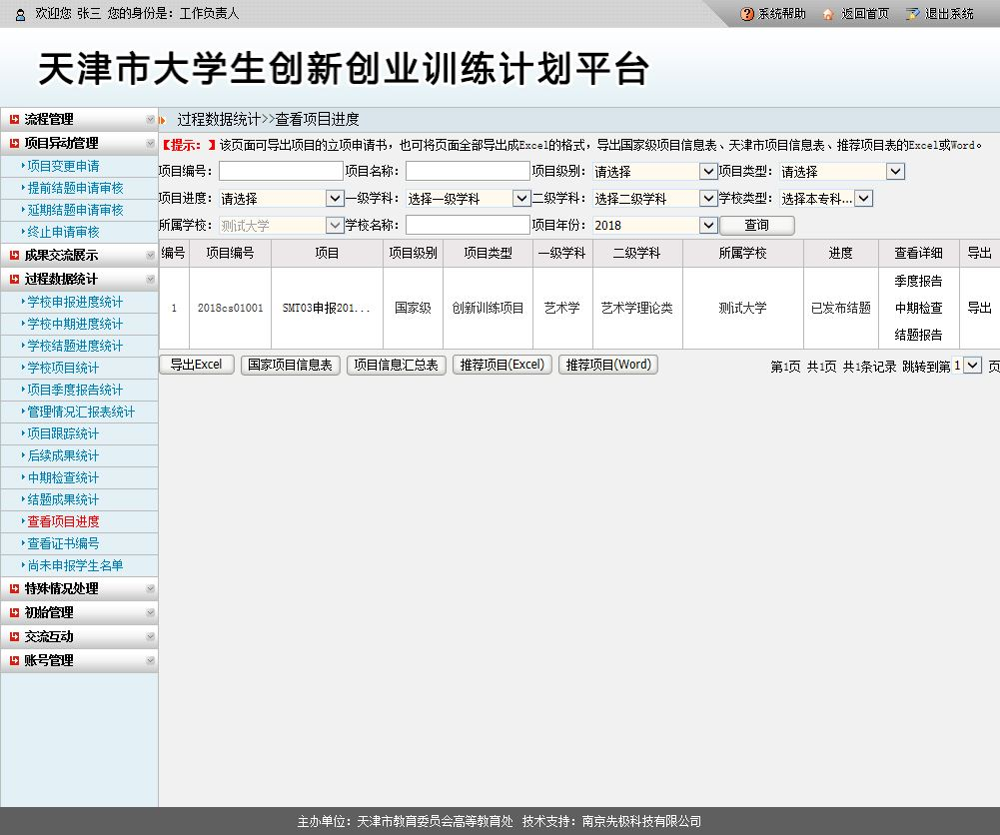 欢迎您 张三 您的身份是：工作负责人
系统帮助 返回首页 退出系统
天津市大学生创新创业训练计划平台
流程管理
项目异动管理
项目变更申请
提前结题申请审核
延期结题申请审核
终止申请审核
成果交流展示
过程数据统计
学校申报进度统计
学校中期进度统计
学校结题进度统计
学校项目统计
项目季度报告统计
管理情况汇报表统计
项目跟踪统计
后续成果统计
中期检查统计
结题成果统计
查看项目进度
查看证书编号
尚未申报学生名单
特殊情况处理
初始管理
交流互动
账号管理
过程数据统计>>查看项目进度
【提示：】该页面可导出项目的立项申请书，也可将页面全部导出成Excel的格式，导出国家级项目信息表、天津市项目信息表、推荐项目表的Excel或Word。
项目编号： 项目名称： 项目级别： 请选择 项目类型： 请选择
项目进度： 请选择 一级学科： 选择一级学科 二级学科： 选择二级学科 学校类型： 选择本专科...
所属学校： 测试大学 学校名称： 项目年份： 2018 查询
编号 项目编号 项目 项目级别 项目类型 一级学科 二级学科 所属学校 进度 查看详细 导出
1 2018cs01001 SMT03申报201... 国家级 创新训练项目 艺术学 艺术学理论类 测试大学 已发布结题 季度报告 中期检查 结题报告 导出
导出Excel 国家项目信息表 项目信息汇总表 推荐项目(Excel) 推荐项目(Word) 第1页 共1页 共1条记录 跳转到第 1 页
主办单位：天津市教育委员会高等教育处 技术支持：南京先极科技有限公司